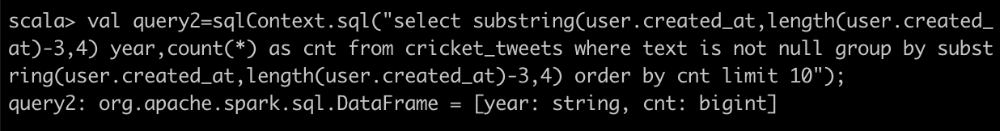 scala> val query2=sqlContext.sql("select substring(user.created_at,length(user.created_
at)-3,4) year,count(*) as cnt from cricket_tweets where text is not null group by subst
ring(user.created_at,length(user.created_at)-3,4) order by cnt limit 10");
query2: org.apache.spark.sql.DataFrame = [year: string, cnt: bigint]